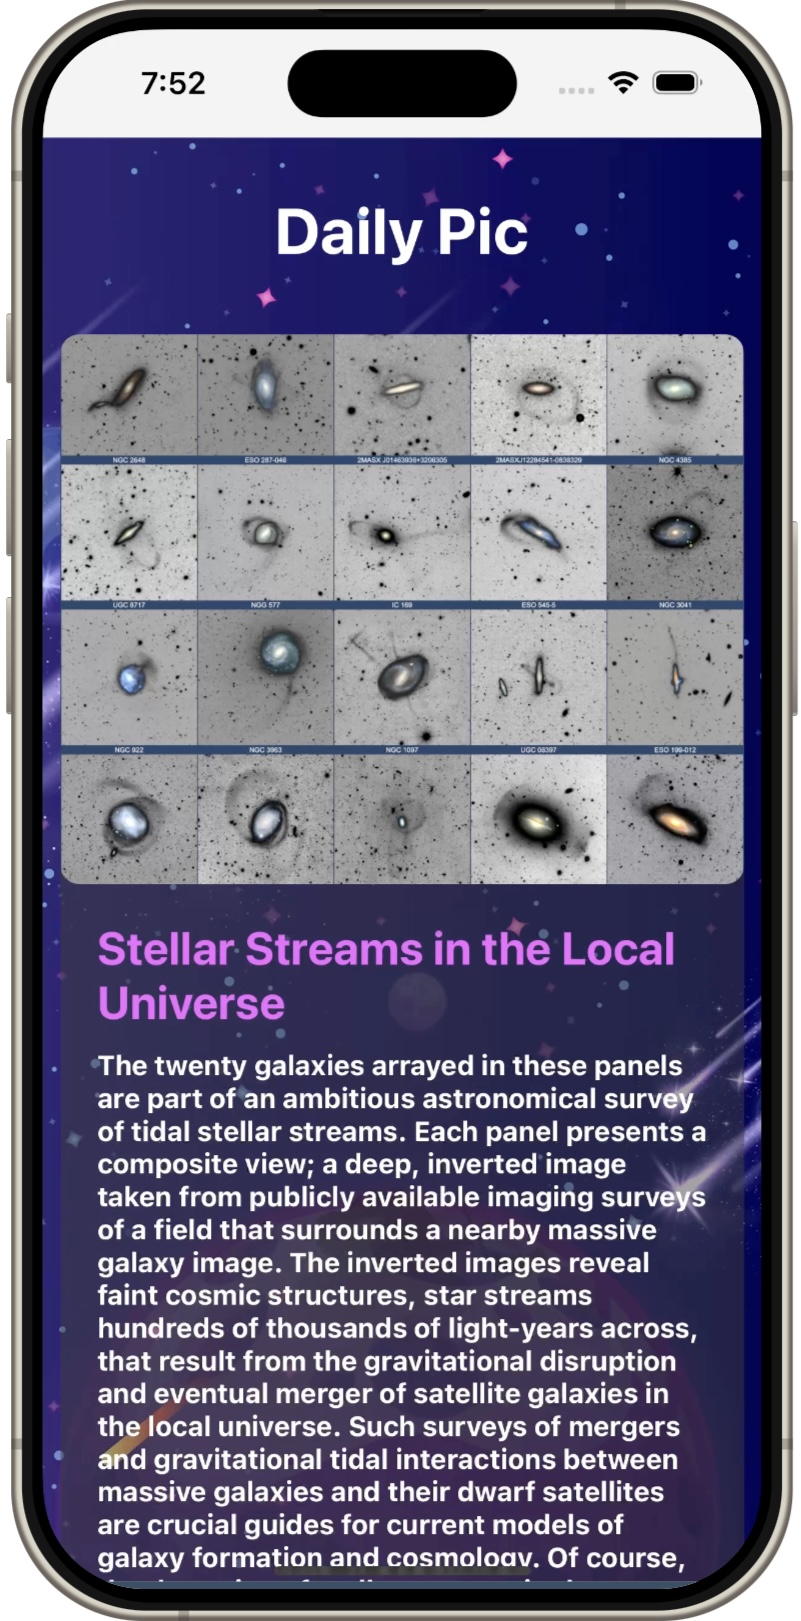 7:52
Daily Pic
NGC 2648 ESO 287-046 2MASX J01463938+3206305 2MASXJ12284541-0838329 NGC 4385
UGC 8717 NGC 577 IC 169 ESO 545-5 NGC 3041
NGC 922 NGC 3963 NGC 1097 UGC 08397 ESO 199-012
Stellar Streams in the Local
Universe
The twenty galaxies arrayed in these panels
are part of an ambitious astronomical survey
of tidal stellar streams. Each panel presents a
composite view; a deep, inverted image
taken from publicly available imaging surveys
of a field that surrounds a nearby massive
galaxy image. The inverted images reveal
faint cosmic structures, star streams
hundreds of thousands of light-years across,
that result from the gravitational disruption
and eventual merger of satellite galaxies in
the local universe. Such surveys of mergers
and gravitational tidal interactions between
massive galaxies and their dwarf satellites
are crucial guides for current models of
galaxy formation and cosmology. Of course,